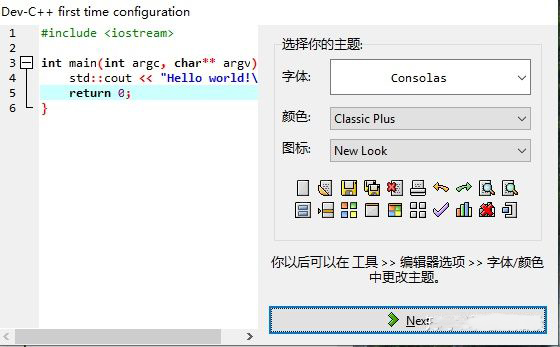 Dev-C++ first time configuration
1 #include <iostream>
2
3 int main(int argc, char** argv)
4 std::cout << "Hello world!\
5 return 0;
6 }
选择你的主题:
字体: Consolas
颜色: Classic Plus
图标: New Look
你以后可以在 工具 >> 编辑器选项 >> 字体/颜色
中更改主题。
Next